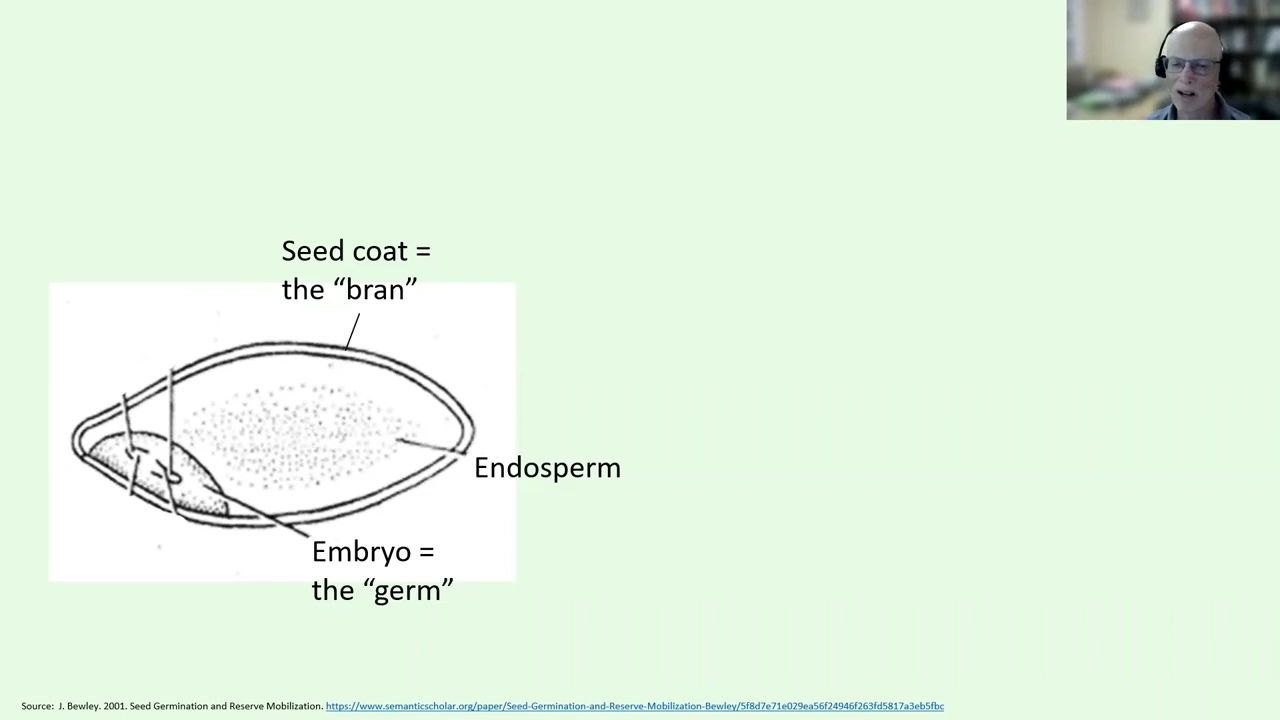 Seed coat =
the “bran”
Endosperm
Embryo =
the “germ”
Source:  J. Bewley. 2001. Seed Germination and Reserve Mobilization. https://www.semanticscholar.org/paper/Seed-Germination-and-Reserve-Mobilization-Bewley/5f8d7e71e029ea56f24946f263fd5817a3eb5fbc